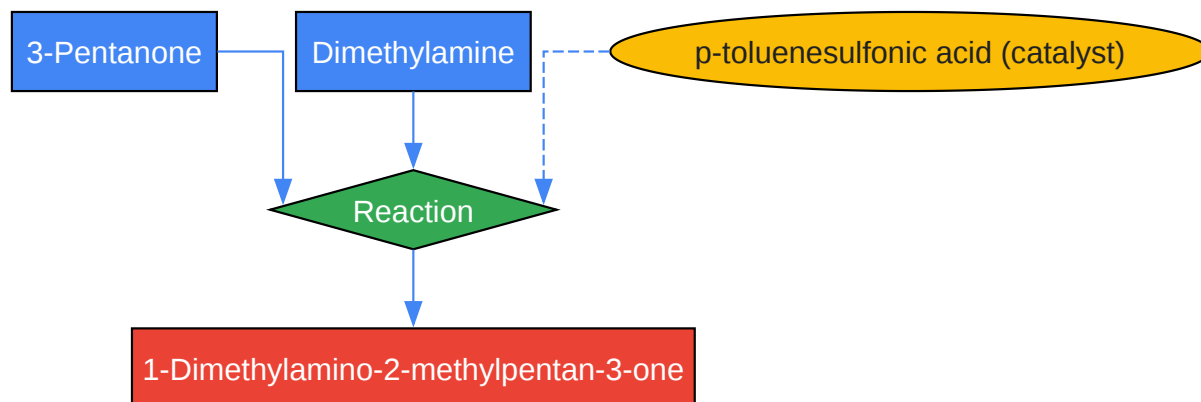 3-Pentanone
Dimethylamine
p-toluenesulfonic acid (catalyst)
Reaction
1-Dimethylamino-2-methylpentan-3-one